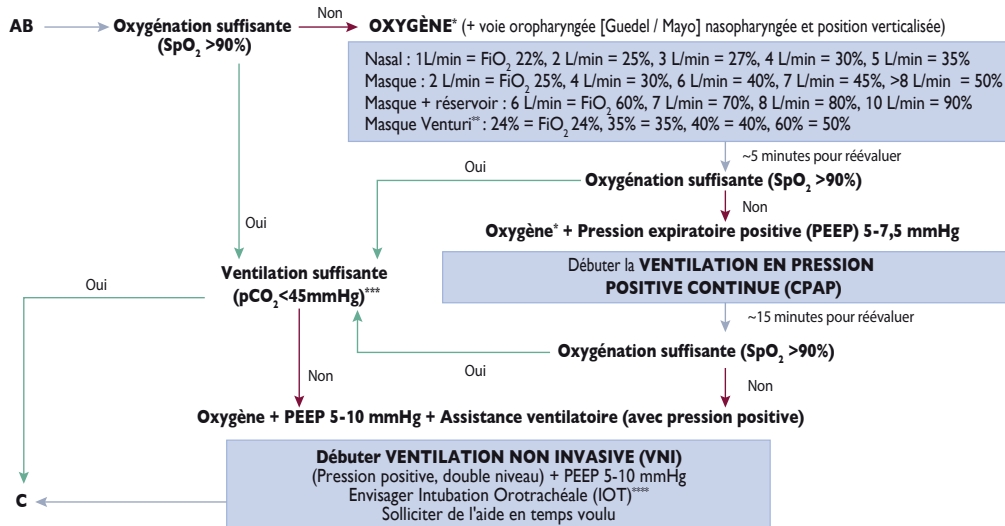 AB
Oxygénation suffisante
(SpO₂ >90%)
Non
OXYGÈNE* (+ voie oropharyngée [Guedel / Mayo] nasopharyngée et position verticalisée)
Nasal : 1L/min = FiO₂ 22%, 2 L/min = 25%, 3 L/min = 27%, 4 L/min = 30%, 5 L/min = 35%
Masque : 2 L/min = FiO₂ 25%, 4 L/min = 30%, 6 L/min = 40%, 7 L/min = 45%, >8 L/min = 50%
Masque + réservoir : 6 L/min = FiO₂ 60%, 7 L/min = 70%, 8 L/min = 80%, 10 L/min = 90%
Masque Venturi** : 24% = FiO₂ 24%, 35% = 35%, 40% = 40%, 60% = 50%
~5 minutes pour réévaluer
Oui
Oxygénation suffisante (SpO₂ >90%)
Non
Oui
Oxygène* + Pression expiratoire positive (PEEP) 5-7,5 mmHg
Débuter la VENTILATION EN PRESSION
POSITIVE CONTINUE (CPAP)
Oui
Ventilation suffisante
(pCO₂<45mmHg)***
~15 minutes pour réévaluer
Oxygénation suffisante (SpO₂ >90%)
Oui
Non
Non
Oxygène + PEEP 5-10 mmHg + Assistance ventilatoire (avec pression positive)
Débuter VENTILATION NON INVASIVE (VNI)
(Pression positive, double niveau) + PEEP 5-10 mmHg
Envisager Intubation Orotrachéale (IOT)****
Solliciter de l'aide en temps voulu
C